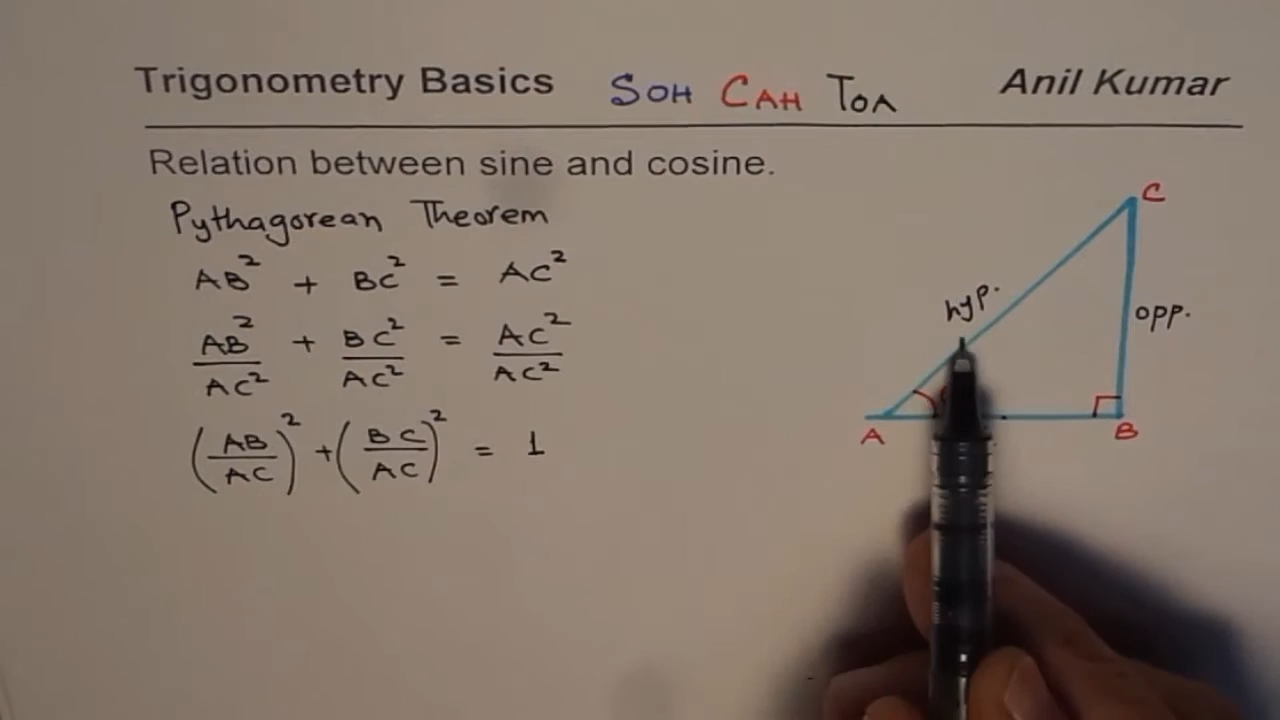 Trigonometry Basics SOH CAH TOA Anil Kumar
Relation between sine and cosine.
Pythagorean Theorem
AB² + BC² = AC²
AB²/AC² + BC²/AC² = AC²/AC²
(AB/AC)² + (BC/AC)² = 1
C
hyp.
opp.
A
B